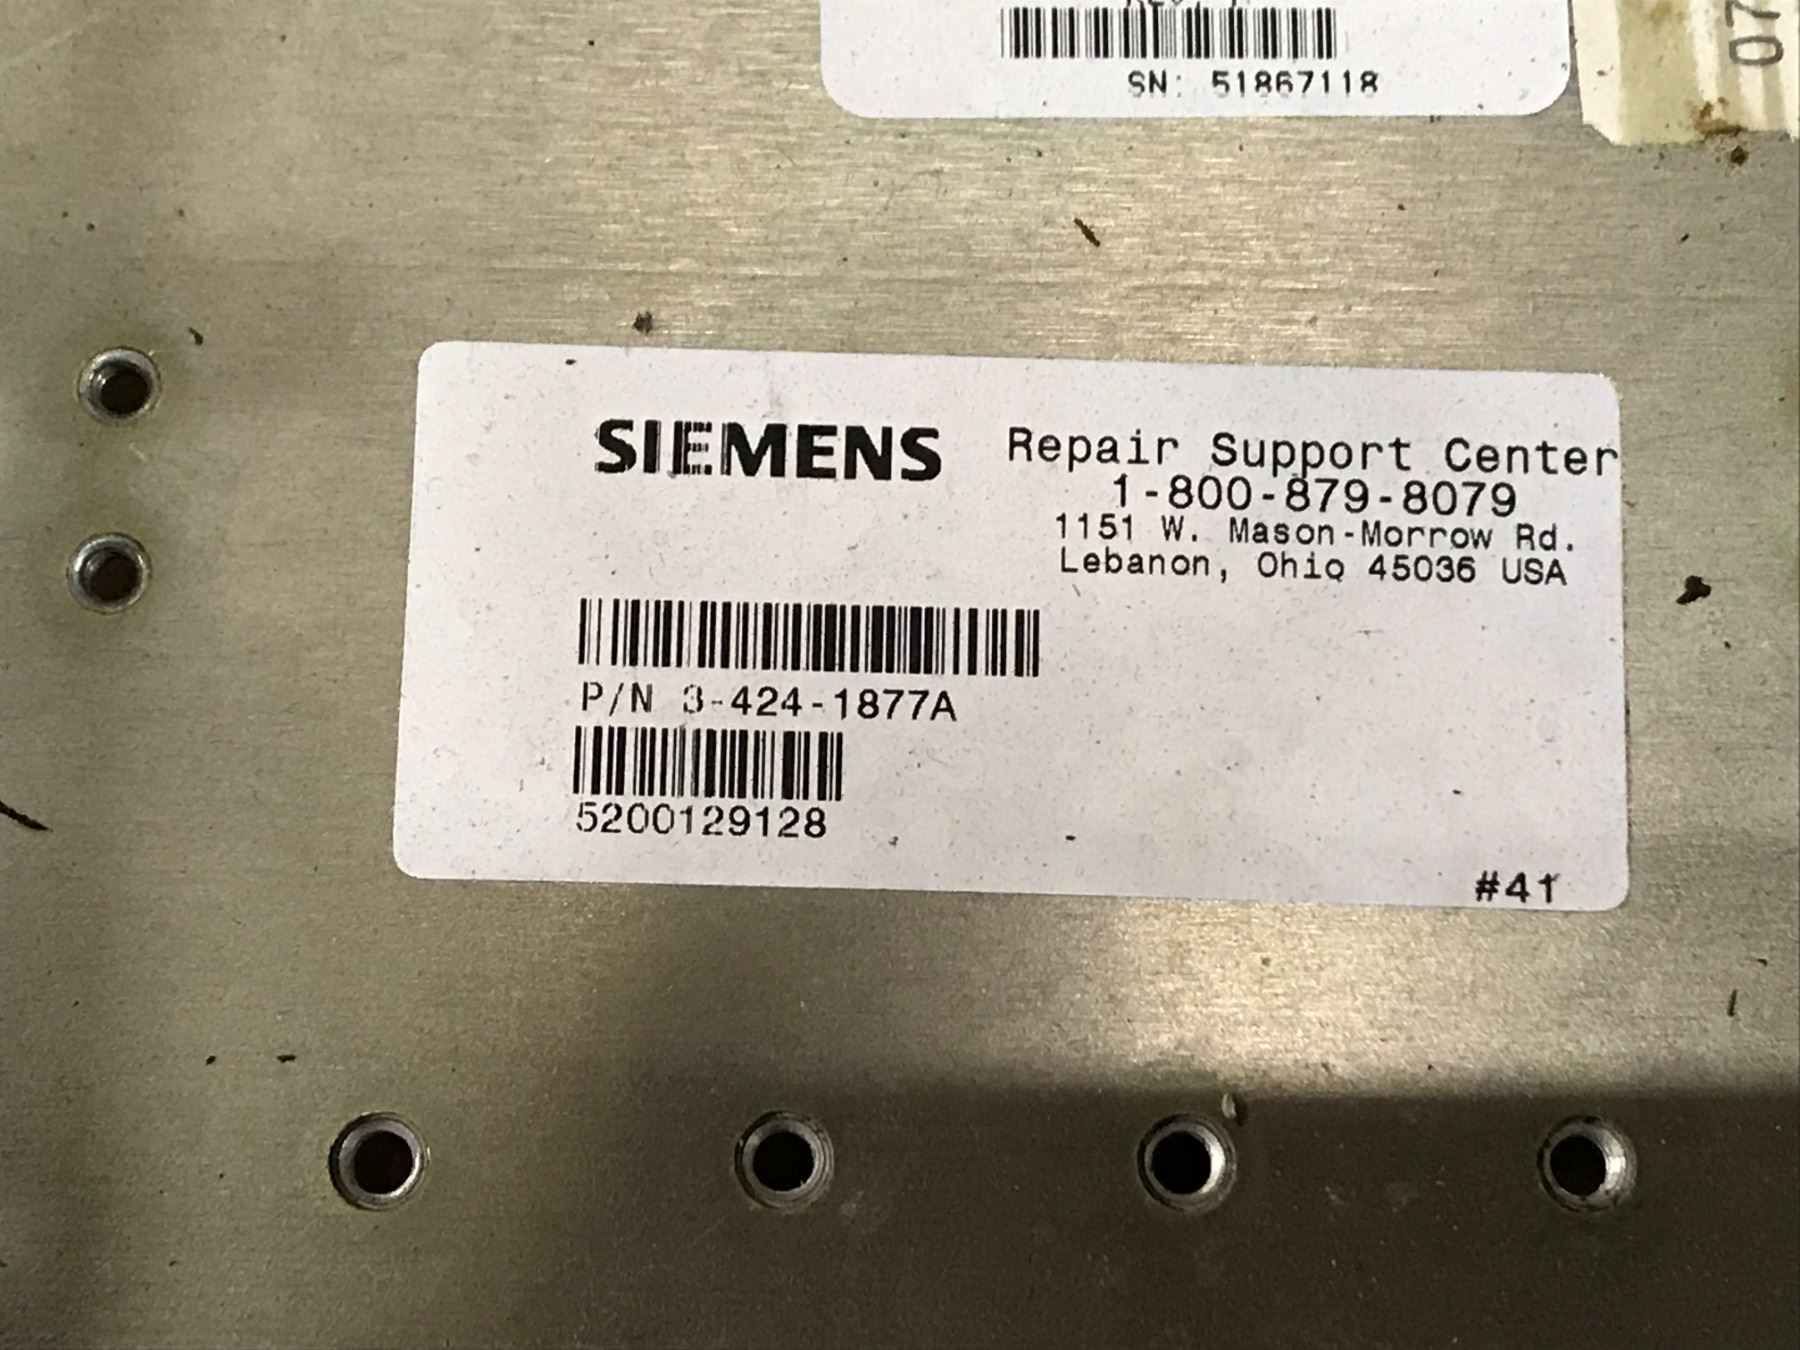 SN: 51867118
07
SIEMENS Repair Support Center
1-800-879-8079
1151 W. Mason-Morrow Rd.
Lebanon, Ohio 45036 USA
P/N 3-424-1877A
5200129128
#41